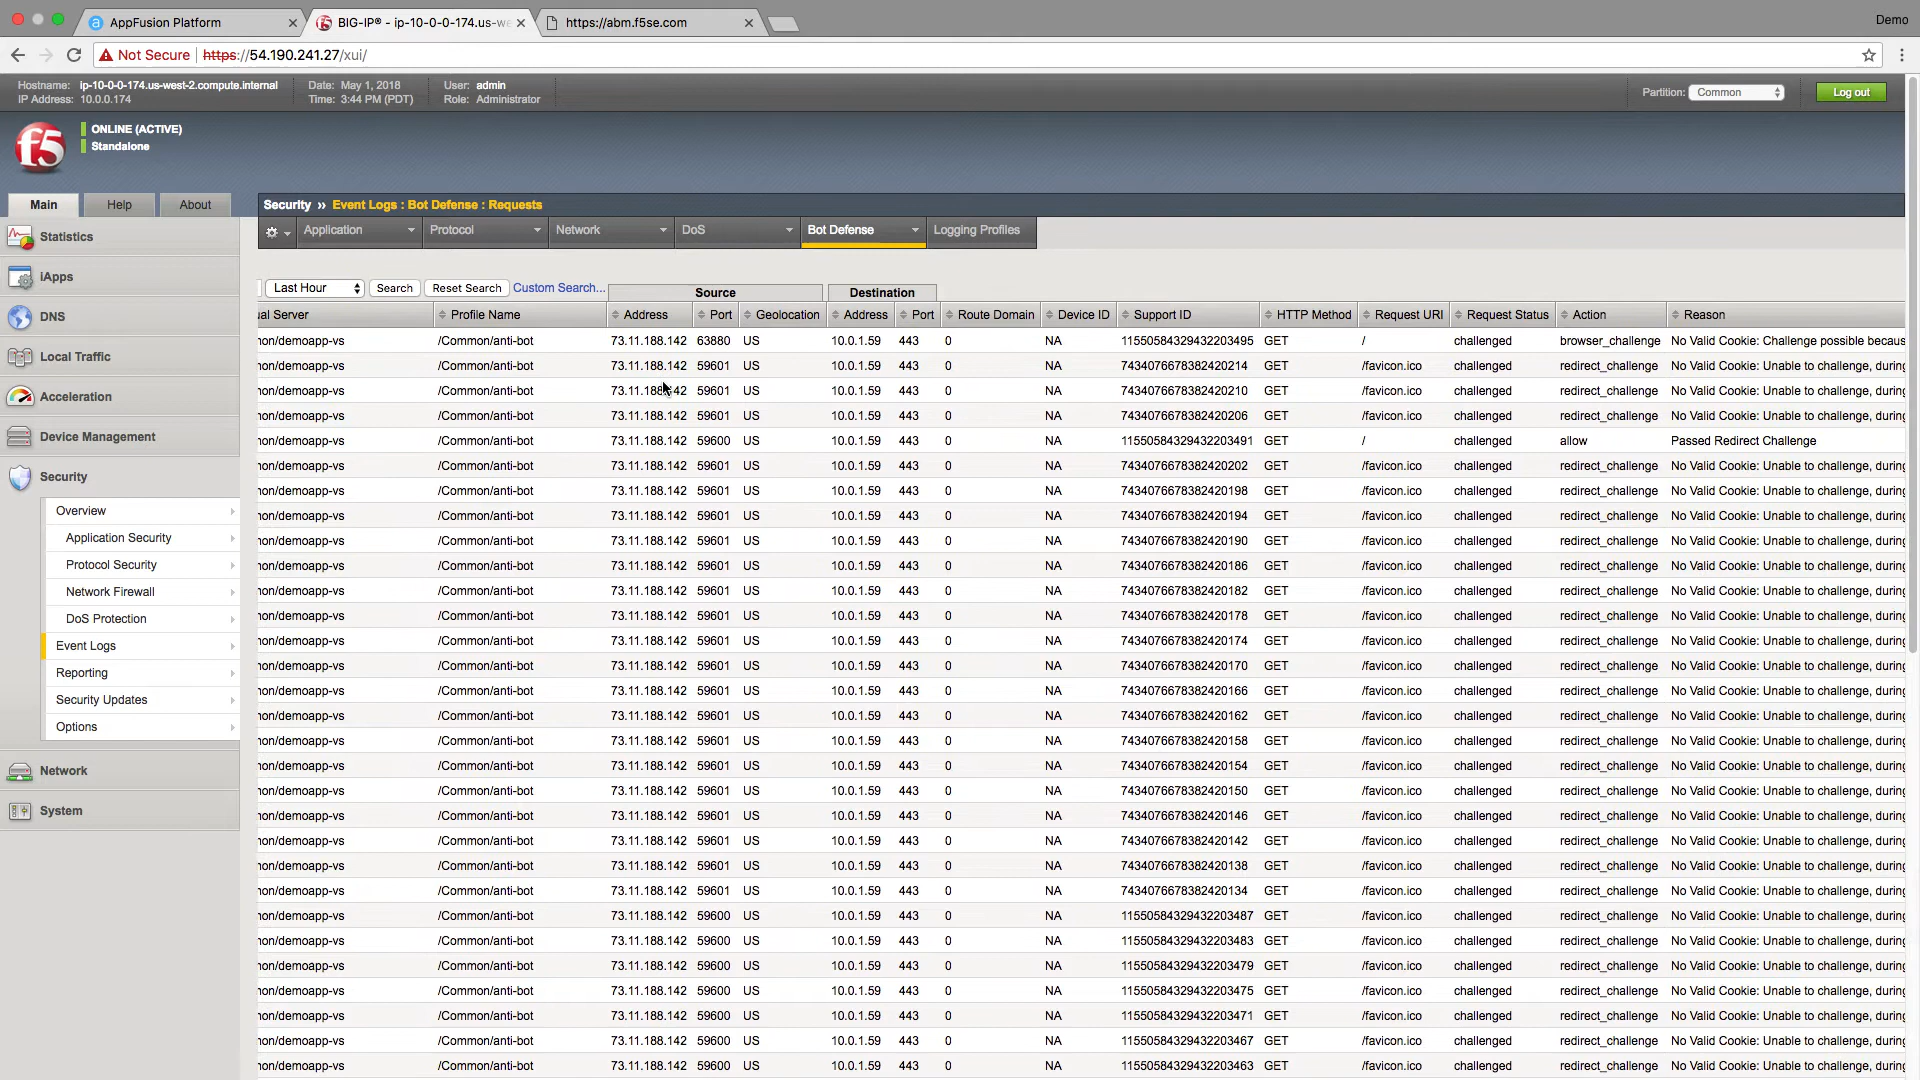 Demo
AppFusion Platform
BIG-IP® - ip-10-0-0-174.us-we
https://abm.f5se.com
Not Secure https://54.190.241.27/xui/
Hostname: ip-10-0-0-174.us-west-2.compute.internal
IP Address: 10.0.0.174
Date: May 1, 2018
Time: 3:44 PM (PDT)
User: admin
Role: Administrator
Partition: Common
Log out
f5
ONLINE (ACTIVE)
Standalone
Main Help About
Statistics
iApps
DNS
Local Traffic
Acceleration
Device Management
Security
Overview
Application Security
Protocol Security
Network Firewall
DoS Protection
Event Logs
Reporting
Security Updates
Options
Network
System
Security » Event Logs : Bot Defense : Requests
Application Protocol Network DoS Bot Defense Logging Profiles
Last Hour Search Reset Search Custom Search... Source Destination
ual Server Profile Name Address Port Geolocation Address Port Route Domain Device ID Support ID HTTP Method Request URI Request Status Action Reason
non/demoapp-vs /Common/anti-bot 73.11.188.142 63880 US 10.0.1.59 443 0 NA 11550584329432203495 GET / challenged browser_challenge No Valid Cookie: Challenge possible becaus
non/demoapp-vs /Common/anti-bot 73.11.188.142 59601 US 10.0.1.59 443 0 NA 7434076678382420214 GET /favicon.ico challenged redirect_challenge No Valid Cookie: Unable to challenge, during
non/demoapp-vs /Common/anti-bot 73.11.188.142 59601 US 10.0.1.59 443 0 NA 7434076678382420210 GET /favicon.ico challenged redirect_challenge No Valid Cookie: Unable to challenge, during
non/demoapp-vs /Common/anti-bot 73.11.188.142 59601 US 10.0.1.59 443 0 NA 7434076678382420206 GET /favicon.ico challenged redirect_challenge No Valid Cookie: Unable to challenge, during
non/demoapp-vs /Common/anti-bot 73.11.188.142 59600 US 10.0.1.59 443 0 NA 11550584329432203491 GET / challenged allow Passed Redirect Challenge
non/demoapp-vs /Common/anti-bot 73.11.188.142 59601 US 10.0.1.59 443 0 NA 7434076678382420202 GET /favicon.ico challenged redirect_challenge No Valid Cookie: Unable to challenge, during
non/demoapp-vs /Common/anti-bot 73.11.188.142 59601 US 10.0.1.59 443 0 NA 7434076678382420198 GET /favicon.ico challenged redirect_challenge No Valid Cookie: Unable to challenge, during
non/demoapp-vs /Common/anti-bot 73.11.188.142 59601 US 10.0.1.59 443 0 NA 7434076678382420194 GET /favicon.ico challenged redirect_challenge No Valid Cookie: Unable to challenge, during
non/demoapp-vs /Common/anti-bot 73.11.188.142 59601 US 10.0.1.59 443 0 NA 7434076678382420190 GET /favicon.ico challenged redirect_challenge No Valid Cookie: Unable to challenge, during
non/demoapp-vs /Common/anti-bot 73.11.188.142 59601 US 10.0.1.59 443 0 NA 7434076678382420186 GET /favicon.ico challenged redirect_challenge No Valid Cookie: Unable to challenge, during
non/demoapp-vs /Common/anti-bot 73.11.188.142 59601 US 10.0.1.59 443 0 NA 7434076678382420182 GET /favicon.ico challenged redirect_challenge No Valid Cookie: Unable to challenge, during
non/demoapp-vs /Common/anti-bot 73.11.188.142 59601 US 10.0.1.59 443 0 NA 7434076678382420178 GET /favicon.ico challenged redirect_challenge No Valid Cookie: Unable to challenge, during
non/demoapp-vs /Common/anti-bot 73.11.188.142 59601 US 10.0.1.59 443 0 NA 7434076678382420174 GET /favicon.ico challenged redirect_challenge No Valid Cookie: Unable to challenge, during
non/demoapp-vs /Common/anti-bot 73.11.188.142 59601 US 10.0.1.59 443 0 NA 7434076678382420170 GET /favicon.ico challenged redirect_challenge No Valid Cookie: Unable to challenge, during
non/demoapp-vs /Common/anti-bot 73.11.188.142 59601 US 10.0.1.59 443 0 NA 7434076678382420166 GET /favicon.ico challenged redirect_challenge No Valid Cookie: Unable to challenge, during
non/demoapp-vs /Common/anti-bot 73.11.188.142 59601 US 10.0.1.59 443 0 NA 7434076678382420162 GET /favicon.ico challenged redirect_challenge No Valid Cookie: Unable to challenge, during
non/demoapp-vs /Common/anti-bot 73.11.188.142 59601 US 10.0.1.59 443 0 NA 7434076678382420158 GET /favicon.ico challenged redirect_challenge No Valid Cookie: Unable to challenge, during
non/demoapp-vs /Common/anti-bot 73.11.188.142 59601 US 10.0.1.59 443 0 NA 7434076678382420154 GET /favicon.ico challenged redirect_challenge No Valid Cookie: Unable to challenge, during
non/demoapp-vs /Common/anti-bot 73.11.188.142 59601 US 10.0.1.59 443 0 NA 7434076678382420150 GET /favicon.ico challenged redirect_challenge No Valid Cookie: Unable to challenge, during
non/demoapp-vs /Common/anti-bot 73.11.188.142 59601 US 10.0.1.59 443 0 NA 7434076678382420146 GET /favicon.ico challenged redirect_challenge No Valid Cookie: Unable to challenge, during
non/demoapp-vs /Common/anti-bot 73.11.188.142 59601 US 10.0.1.59 443 0 NA 7434076678382420142 GET /favicon.ico challenged redirect_challenge No Valid Cookie: Unable to challenge, during
non/demoapp-vs /Common/anti-bot 73.11.188.142 59601 US 10.0.1.59 443 0 NA 7434076678382420138 GET /favicon.ico challenged redirect_challenge No Valid Cookie: Unable to challenge, during
non/demoapp-vs /Common/anti-bot 73.11.188.142 59601 US 10.0.1.59 443 0 NA 7434076678382420134 GET /favicon.ico challenged redirect_challenge No Valid Cookie: Unable to challenge, during
non/demoapp-vs /Common/anti-bot 73.11.188.142 59600 US 10.0.1.59 443 0 NA 11550584329432203487 GET /favicon.ico challenged redirect_challenge No Valid Cookie: Unable to challenge, during
non/demoapp-vs /Common/anti-bot 73.11.188.142 59600 US 10.0.1.59 443 0 NA 11550584329432203483 GET /favicon.ico challenged redirect_challenge No Valid Cookie: Unable to challenge, during
non/demoapp-vs /Common/anti-bot 73.11.188.142 59600 US 10.0.1.59 443 0 NA 11550584329432203479 GET /favicon.ico challenged redirect_challenge No Valid Cookie: Unable to challenge, during
non/demoapp-vs /Common/anti-bot 73.11.188.142 59600 US 10.0.1.59 443 0 NA 11550584329432203475 GET /favicon.ico challenged redirect_challenge No Valid Cookie: Unable to challenge, during
non/demoapp-vs /Common/anti-bot 73.11.188.142 59600 US 10.0.1.59 443 0 NA 11550584329432203471 GET /favicon.ico challenged redirect_challenge No Valid Cookie: Unable to challenge, during
non/demoapp-vs /Common/anti-bot 73.11.188.142 59600 US 10.0.1.59 443 0 NA 11550584329432203467 GET /favicon.ico challenged redirect_challenge No Valid Cookie: Unable to challenge, during
non/demoapp-vs /Common/anti-bot 73.11.188.142 59600 US 10.0.1.59 443 0 NA 11550584329432203463 GET /favicon.ico challenged redirect_challenge No Valid Cookie: Unable to challenge, during